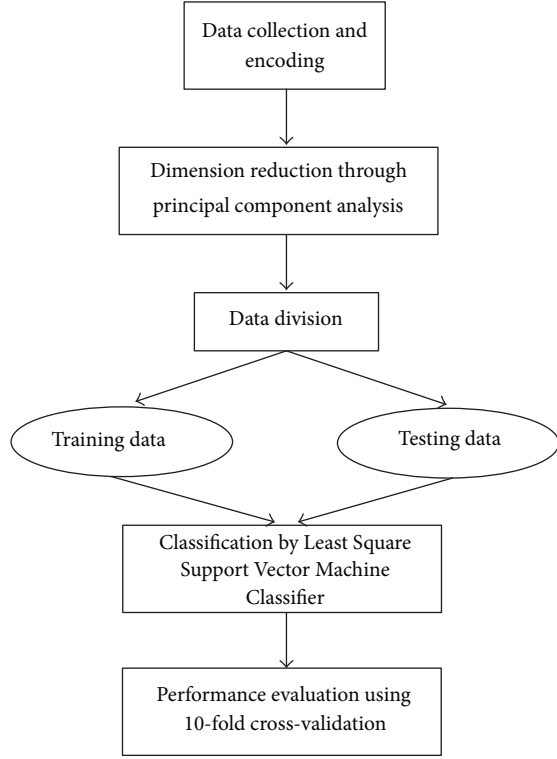 Data collection and
encoding
Dimension reduction through
principal component analysis
Data division
Training data
Testing data
Classification by Least Square
Support Vector Machine
Classifier
Performance evaluation using
10-fold cross-validation